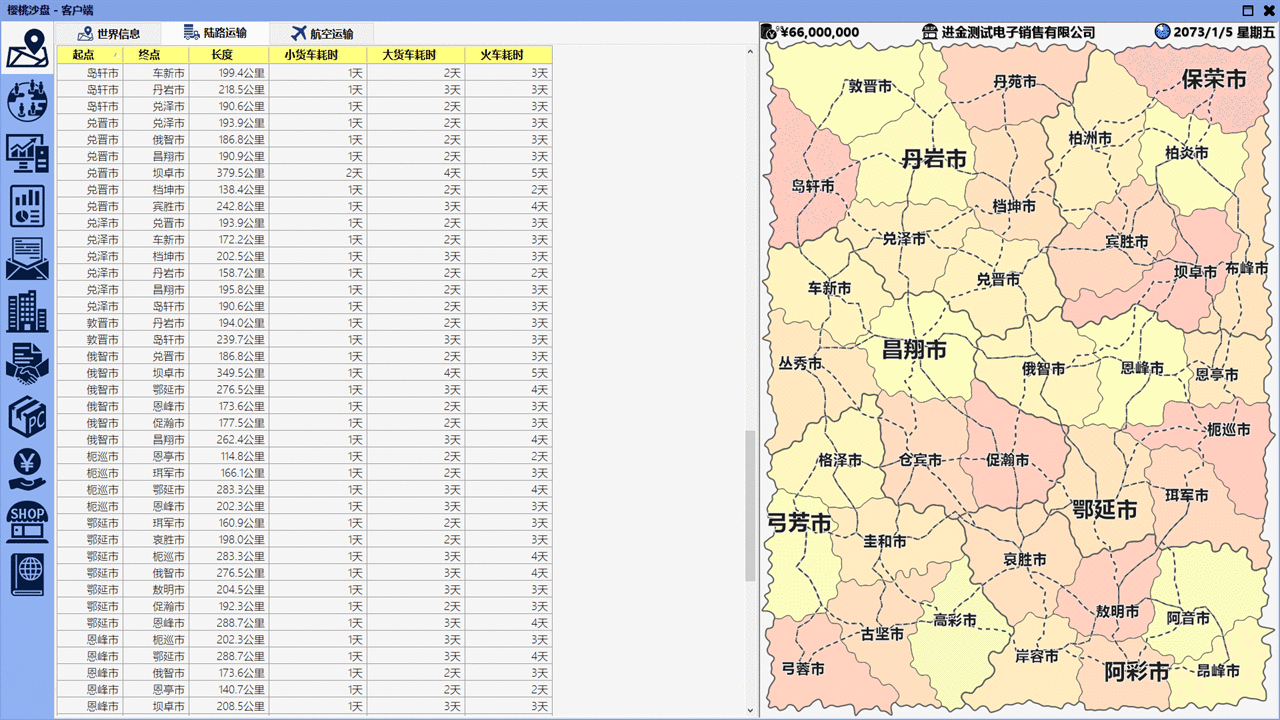 樱桃沙盘 - 客户端
世界信息 陆路运输 航空运输
起点 终点 长度 小货车耗时 大货车耗时 火车耗时
岛轩市 车新市 199.4公里 1天 2天 3天
岛轩市 丹岩市 218.5公里 1天 3天 3天
岛轩市 兑泽市 190.6公里 1天 2天 3天
兑晋市 兑泽市 193.9公里 1天 2天 3天
兑晋市 俄智市 186.8公里 1天 2天 3天
兑晋市 昌翔市 190.9公里 1天 2天 3天
兑晋市 坝卓市 379.5公里 2天 4天 5天
兑晋市 档坤市 138.4公里 1天 2天 2天
兑晋市 宾胜市 242.8公里 1天 3天 4天
兑泽市 兑晋市 193.9公里 1天 2天 3天
兑泽市 车新市 172.2公里 1天 2天 3天
兑泽市 档坤市 202.5公里 1天 3天 3天
兑泽市 丹岩市 158.7公里 1天 2天 2天
兑泽市 昌翔市 195.8公里 1天 2天 3天
兑泽市 岛轩市 190.6公里 1天 2天 3天
敦晋市 丹岩市 194.0公里 1天 2天 3天
敦晋市 岛轩市 239.7公里 1天 3天 3天
俄智市 兑晋市 186.8公里 1天 2天 3天
俄智市 坝卓市 349.5公里 1天 4天 5天
俄智市 鄂延市 276.5公里 1天 3天 4天
俄智市 恩峰市 173.6公里 1天 2天 3天
俄智市 促瀚市 177.5公里 1天 2天 3天
俄智市 昌翔市 262.4公里 1天 3天 4天
枙巡市 恩亭市 114.8公里 1天 2天 2天
枙巡市 珥军市 166.1公里 1天 2天 3天
枙巡市 鄂延市 283.3公里 1天 3天 4天
枙巡市 恩峰市 202.3公里 1天 3天 3天
鄂延市 珥军市 160.9公里 1天 2天 3天
鄂延市 哀胜市 198.0公里 1天 2天 3天
鄂延市 枙巡市 283.3公里 1天 3天 4天
鄂延市 俄智市 276.5公里 1天 3天 4天
鄂延市 敖明市 204.5公里 1天 3天 3天
鄂延市 促瀚市 192.3公里 1天 2天 3天
鄂延市 恩峰市 288.7公里 1天 3天 4天
恩峰市 枙巡市 202.3公里 1天 3天 3天
恩峰市 鄂延市 288.7公里 1天 3天 4天
恩峰市 俄智市 173.6公里 1天 2天 3天
恩峰市 恩亭市 140.7公里 1天 2天 2天
恩峰市 坝卓市 208.5公里 1天 3天 3天
PC
SHOP
¥66,000,000 进金测试电子销售有限公司 2073/1/5 星期五
敦晋市 丹苑市 保荣市
柏洲市 柏炎市
丹岩市
岛轩市 档坤市
兑泽市 宾胜市
兑晋市 坝卓市 布峰市
车新市
昌翔市
丛秀市 俄智市 恩峰市 恩亭市
枙巡市
格泽市 仓宾市 促瀚市
珥军市
弓芳市 鄂延市
圭和市 哀胜市
高彩市 敖明市 阿音市
古坚市
弓蓉市 岸容市 阿彩市 昂峰市